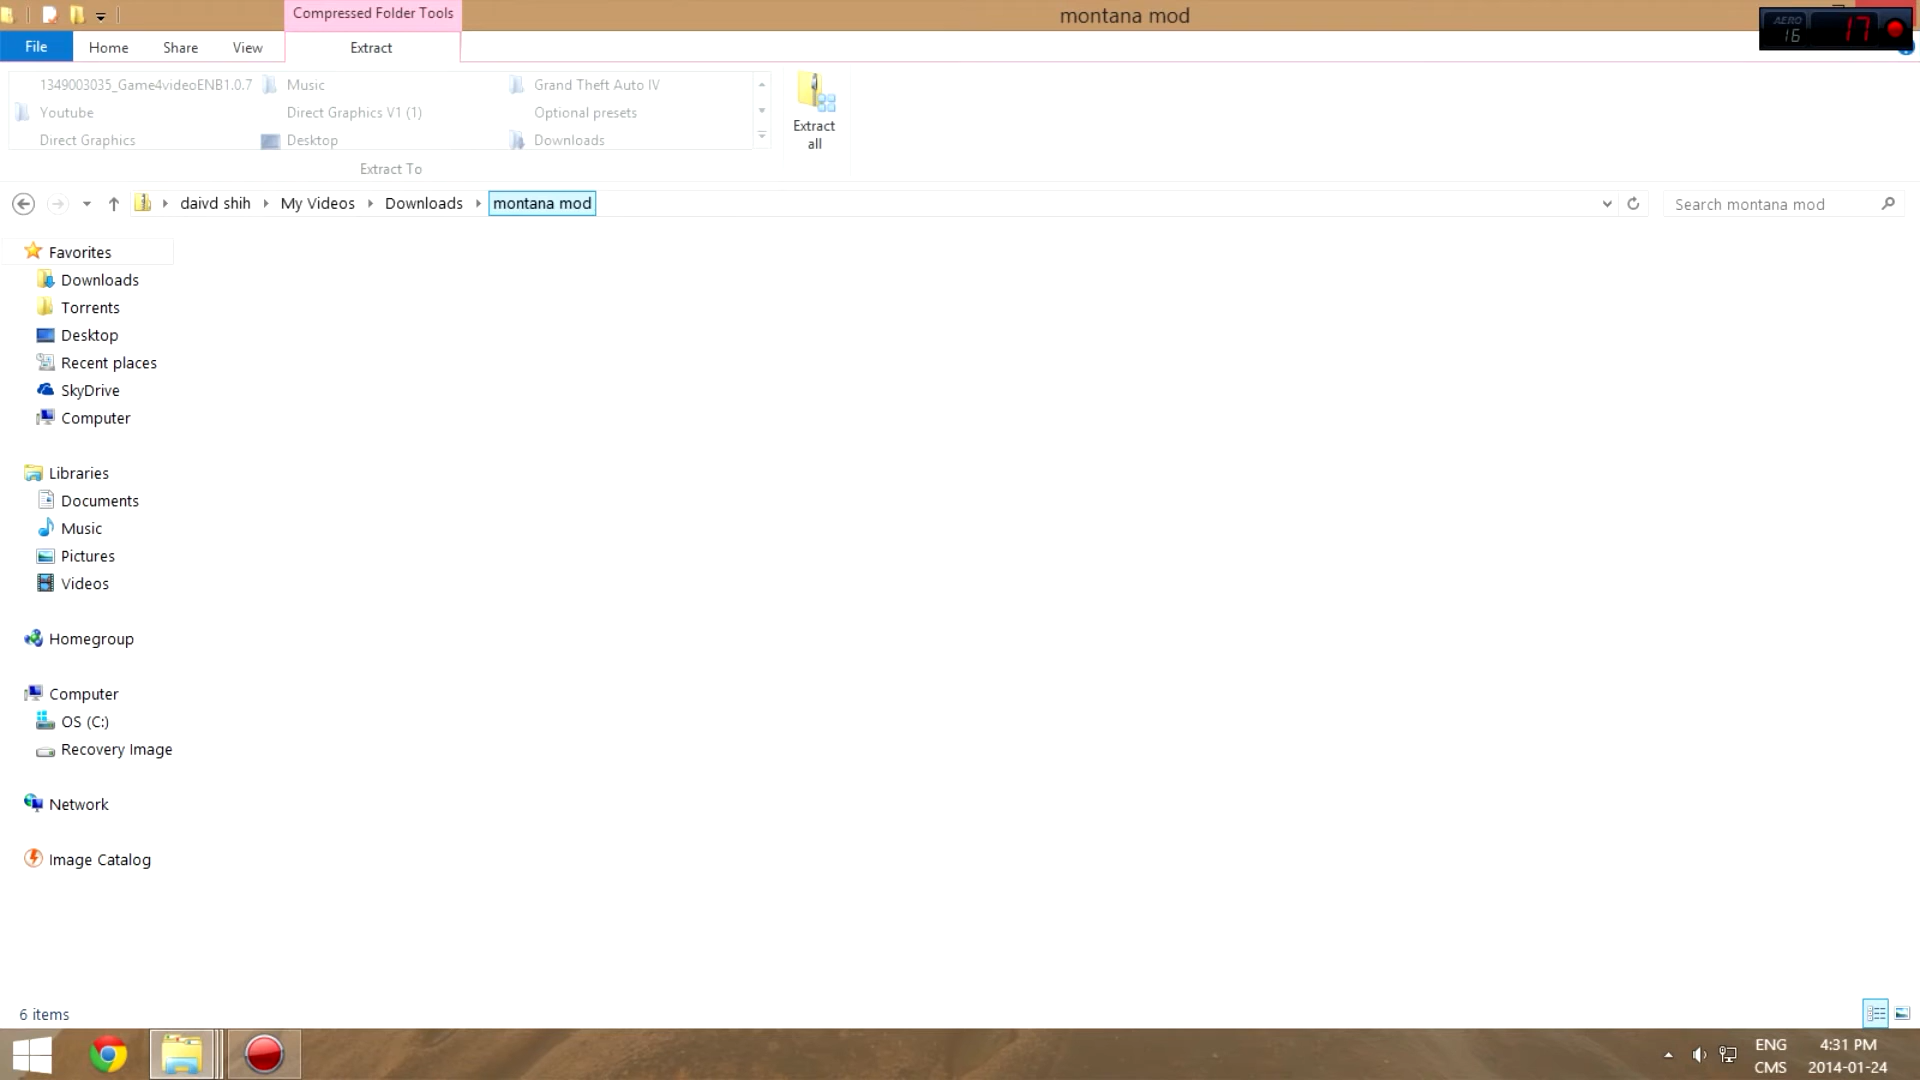 Compressed Folder Tools
montana mod
AERO
16
17
File
Home
Share
View
Extract
1349003035_Game4videoENB1.0.7
Music
Grand Theft Auto IV
Youtube
Direct Graphics V1 (1)
Optional presets
Direct Graphics
Desktop
Downloads
Extract
all
Extract To
daivd shih
My Videos
Downloads
montana mod
Search montana mod
Favorites
Downloads
Torrents
Desktop
Recent places
SkyDrive
Computer
Libraries
Documents
Music
Pictures
Videos
Homegroup
Computer
OS (C:)
Recovery Image
Network
Image Catalog
6 items
ENG
4:31 PM
CMS
2014-01-24